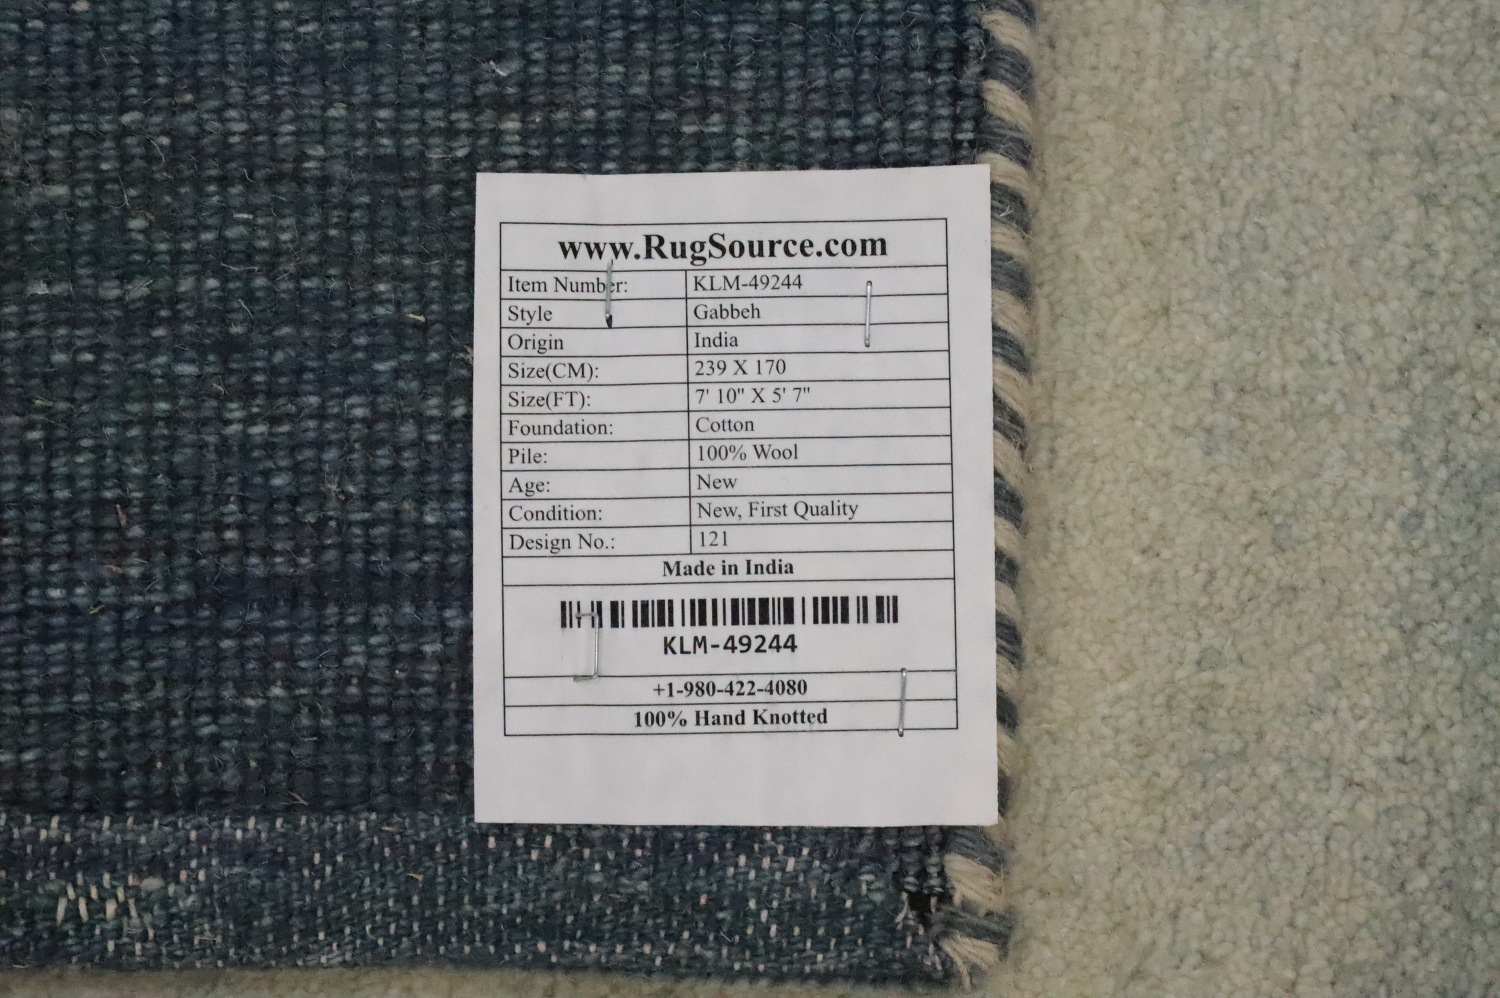 www.RugSource.com
Item Number: KLM-49244
Style Gabbeh
Origin India
Size(CM): 239 X 170
Size(FT): 7' 10" X 5' 7"
Foundation: Cotton
Pile: 100% Wool
Age: New
Condition: New, First Quality
Design No.: 121
Made in India
KLM-49244
+1-980-422-4080
100% Hand Knotted